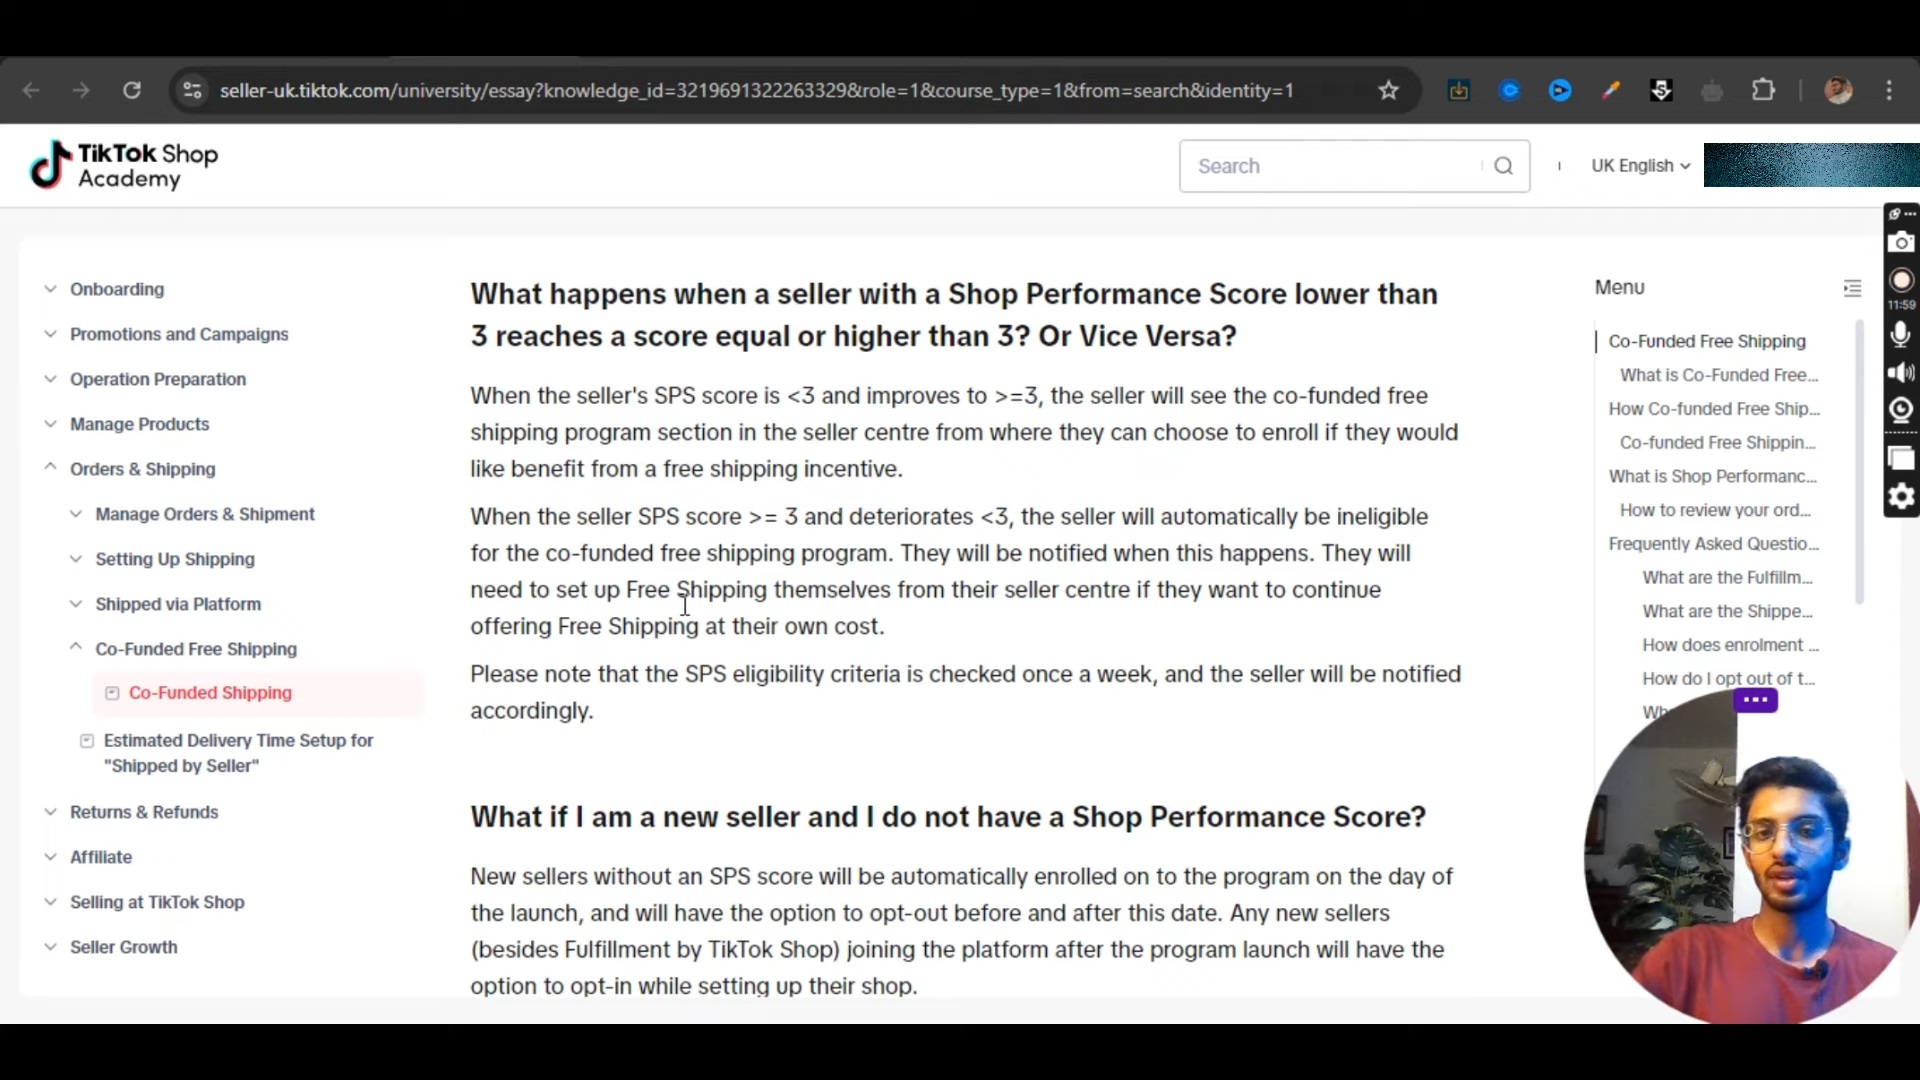 seller-uk.tiktok.com/university/essay?knowledge_id=3219691322263329&role=1&course_type=1&from=search&identity=1
TikTok Shop
Academy
Search
UK English
11:59
Onboarding
Promotions and Campaigns
Operation Preparation
Manage Products
Orders & Shipping
Manage Orders & Shipment
Setting Up Shipping
Shipped via Platform
Co-Funded Free Shipping
Co-Funded Shipping
Estimated Delivery Time Setup for
"Shipped by Seller"
Returns & Refunds
Affiliate
Selling at TikTok Shop
Seller Growth
What happens when a seller with a Shop Performance Score lower than
3 reaches a score equal or higher than 3? Or Vice Versa?
When the seller's SPS score is <3 and improves to >=3, the seller will see the co-funded free
shipping program section in the seller centre from where they can choose to enroll if they would
like benefit from a free shipping incentive.
When the seller SPS score >= 3 and deteriorates <3, the seller will automatically be ineligible
for the co-funded free shipping program. They will be notified when this happens. They will
need to set up Free Shipping themselves from their seller centre if they want to continue
offering Free Shipping at their own cost.
Please note that the SPS eligibility criteria is checked once a week, and the seller will be notified
accordingly.
What if I am a new seller and I do not have a Shop Performance Score?
New sellers without an SPS score will be automatically enrolled on to the program on the day of
the launch, and will have the option to opt-out before and after this date. Any new sellers
(besides Fulfillment by TikTok Shop) joining the platform after the program launch will have the
option to opt-in while setting up their shop.
Menu
Co-Funded Free Shipping
What is Co-Funded Free...
How Co-funded Free Ship...
Co-funded Free Shippin...
What is Shop Performanc...
How to review your ord...
Frequently Asked Questio...
What are the Fulfillm...
What are the Shippe...
How does enrolment ...
How do I opt out of t...